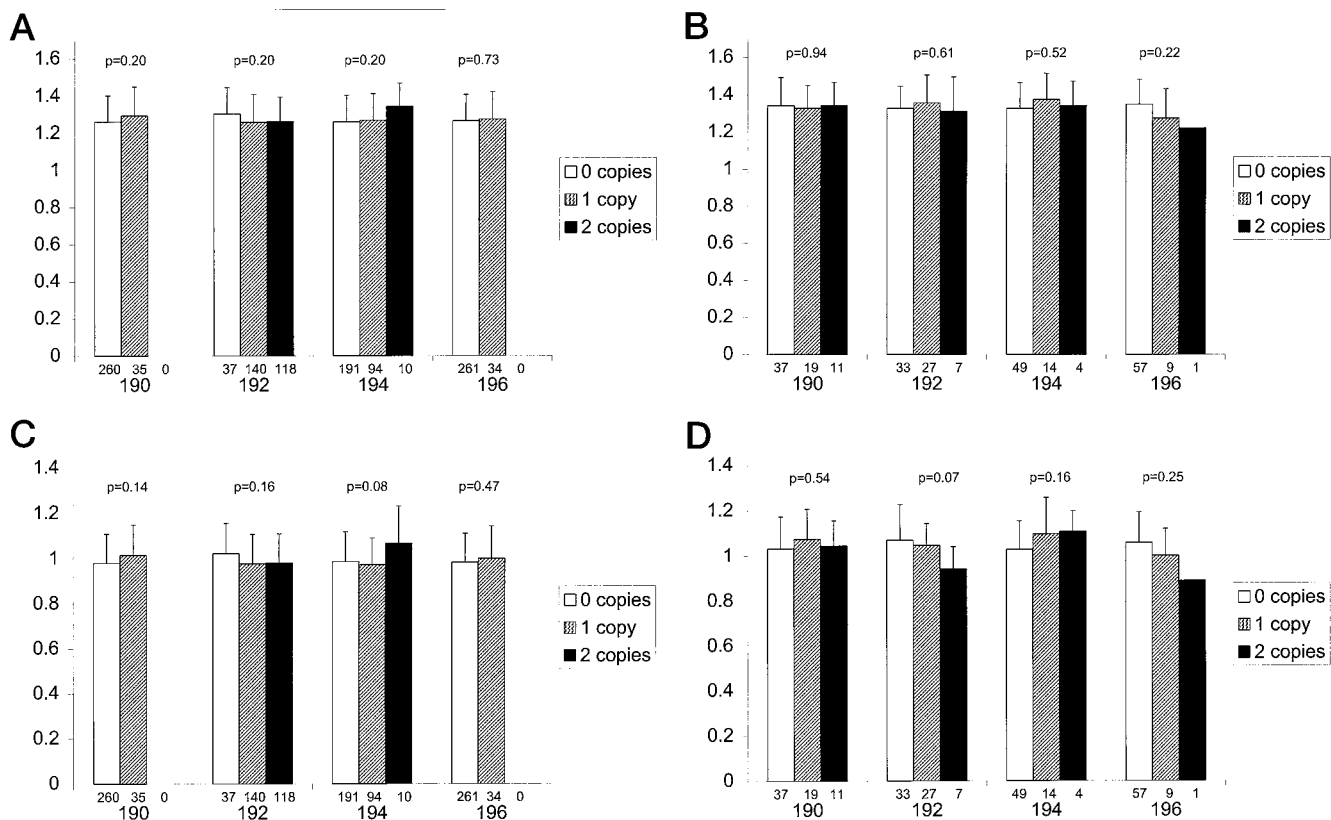 A
1.6
1.4
1.2
1
0.8
0.6
0.4
0.2
0
p=0.20 p=0.20 p=0.20 p=0.73
260 35 0 37 140 118 191 94 10 261 34 0
190 192 194 196
0 copies
1 copy
2 copies
B
1.6
1.4
1.2
1
0.8
0.6
0.4
0.2
0
p=0.94 p=0.61 p=0.52 p=0.22
37 19 11 33 27 7 49 14 4 57 9 1
190 192 194 196
0 copies
1 copy
2 copies
C
1.4
1.2
1
0.8
0.6
0.4
0.2
0
p=0.14 p=0.16 p=0.08 p=0.47
260 35 0 37 140 118 191 94 10 261 34 0
190 192 194 196
0 copies
1 copy
2 copies
D
1.4
1.2
1
0.8
0.6
0.4
0.2
0
p=0.54 p=0.07 p=0.16 p=0.25
37 19 11 33 27 7 49 14 4 57 9 1
190 192 194 196
0 copies
1 copy
2 copies